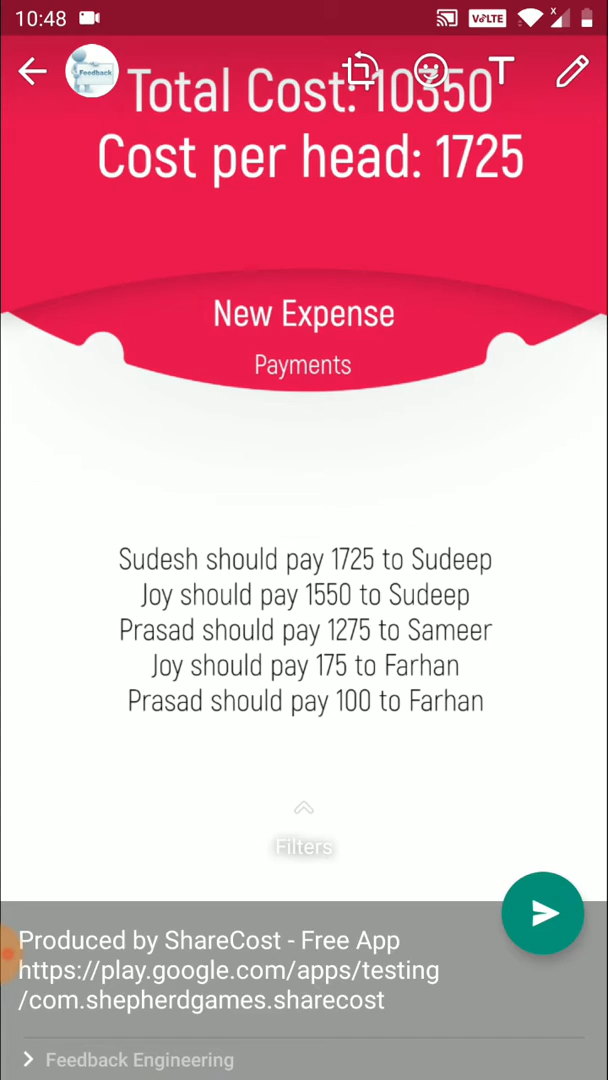 10:48
VoLTE
Feedback
T
Total Cost: 10350
Cost per head: 1725
New Expense
Payments
Sudesh should pay 1725 to Sudeep
Joy should pay 1550 to Sudeep
Prasad should pay 1275 to Sameer
Joy should pay 175 to Farhan
Prasad should pay 100 to Farhan
Filters
Produced by ShareCost - Free App
https://play.google.com/apps/testing
/com.shepherdgames.sharecost
Feedback Engineering